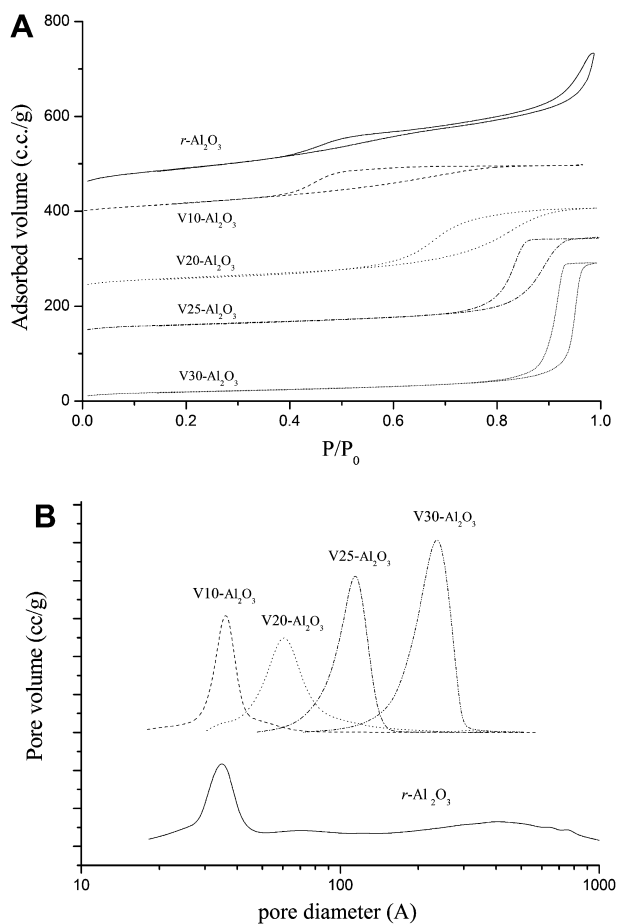 A
Adsorbed volume (c.c./g)
800
600
400
200
0
r-Al₂O₃
V10-Al₂O₃
V20-Al₂O₃
V25-Al₂O₃
V30-Al₂O₃
0.0 0.2 0.4 0.6 0.8 1.0
P/P₀
B
Pore volume (cc/g)
V30-Al₂O₃
V25-Al₂O₃
V10-Al₂O₃
V20-Al₂O₃
r-Al₂O₃
10 100 1000
pore diameter (A)